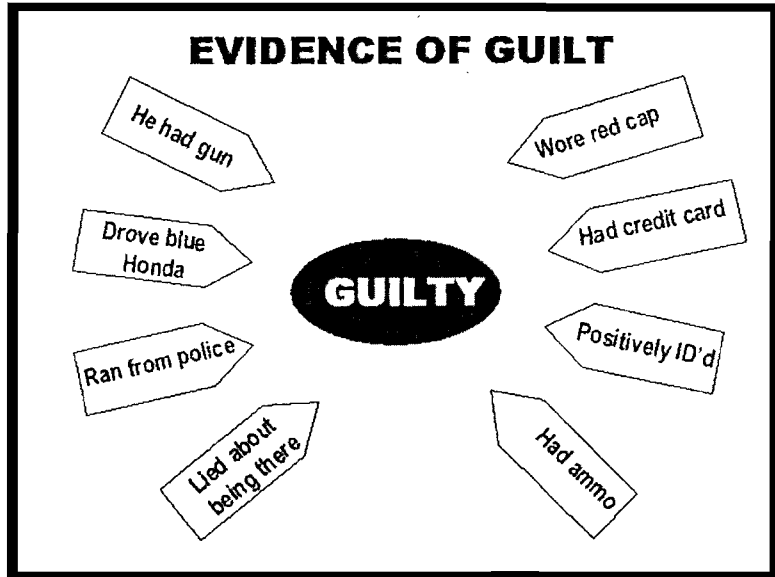 EVIDENCE OF GUILT
He had gun
Drove blue
Honda
Ran from police
Lied about
being there
GUILTY
Wore red cap
Had credit card
Positively ID'd
Had ammo